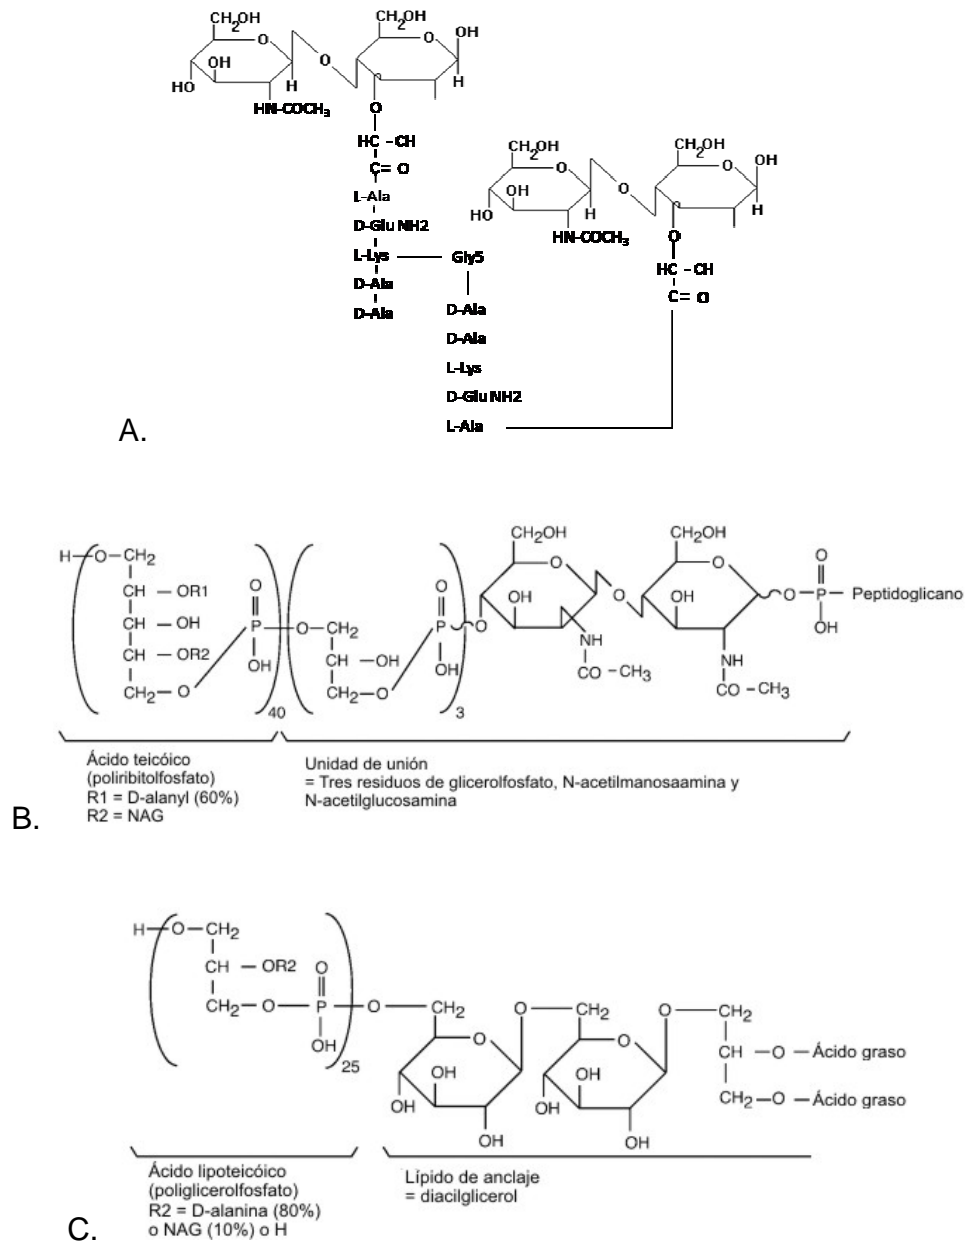 CH2OH
O
OH
HO
H
HN-COCH3
O
CH2OH
O
OH
H
O
HC - CH
C= O
L-Ala
D-Glu NH2
L-Lys
D-Ala
D-Ala
Gly5
D-Ala
D-Ala
L-Lys
D-Glu NH2
L-Ala
CH2OH
O
OH
HO
H
HN-COCH3
O
CH2OH
O
OH
H
O
HC - CH
C= O
A.
H-O-CH2
CH - OR1
CH - OH
CH - OR2
CH2-O
O
P
OH
40
O-CH2
CH -OH
CH2-O
O
P
OH
3
O
CH2OH
O
OH
NH
CO -CH3
O
CH2OH
O
OH
NH
CO -CH3
O
O
P
OH
Peptidoglicano
Ácido teicóico
(poliribitolfosfato)
R1 = D-alanyl (60%)
R2 = NAG
Unidad de unión
= Tres residuos de glicerolfosfato, N-acetilmanosaamina y
N-acetilglucosamina
B.
H-O-CH2
CH - OR2
CH2-O
O
P
OH
25
O
CH2
O
OH
OH
OH
O
CH2
O
OH
OH
OH
O
CH2
CH -O -Ácido graso
CH2-O -Ácido graso
Ácido lipoteicóico
(poliglicerolfosfato)
R2 = D-alanina (80%)
o NAG (10%) o H
Lípido de anclaje
= diacilglicerol
C.